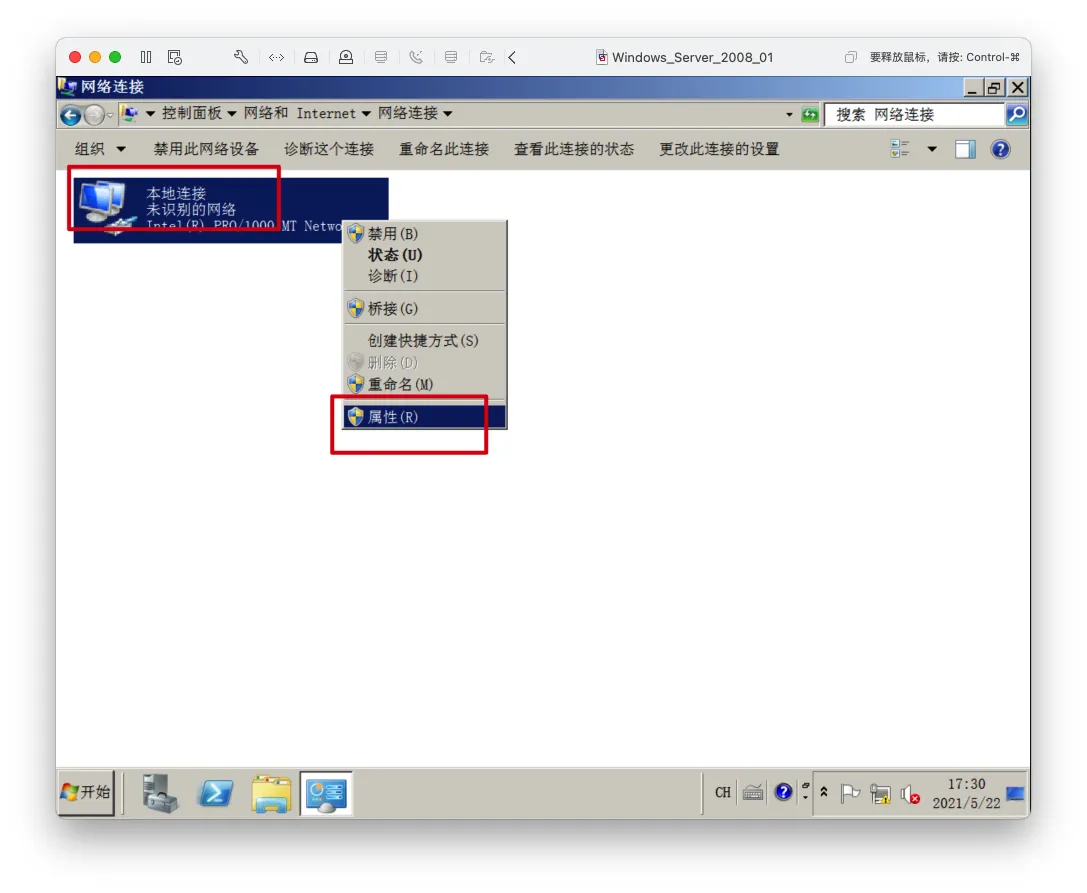 Windows_Server_2008_01
要释放鼠标，请按: Control-⌘
网络连接
控制面板 网络和 Internet 网络连接
搜索 网络连接
组织 禁用此网络设备 诊断这个连接 重命名此连接 查看此连接的状态 更改此连接的设置
本地连接
未识别的网络
Intel(R) PRO/1000 MT Netwo
禁用(B)
状态(U)
诊断(I)
桥接(G)
创建快捷方式(S)
删除(D)
重命名(M)
属性(R)
开始
CH
17:30
2021/5/22